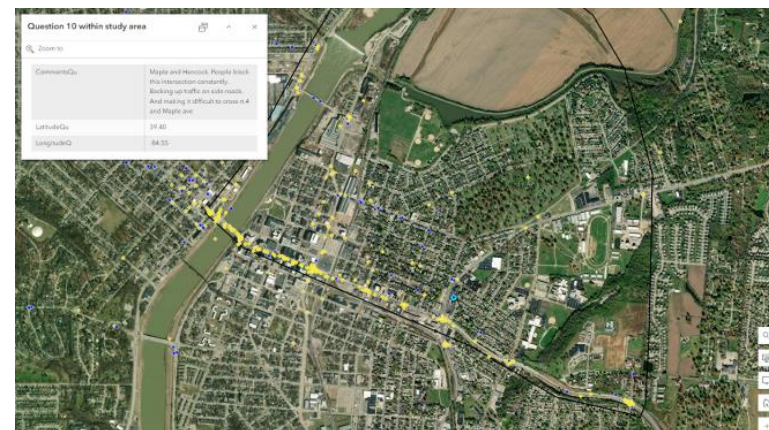 Question 10 within study area
Zoom to
CommentsQu
Maple and Hancock. People block
this intersection constantly.
Backing up traffic on side roads.
And making it difficult to cross n.4
and Maple ave
LatitudeQu
39.40
LongitudeQ
-84.55